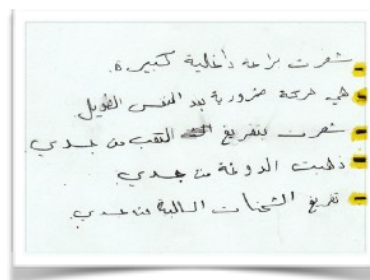 - شعرت براحة داخلية كبيرة.
- هي حركة ضرورية بعد النفس الطويل.
- شعرت بتفريغ التعب من جسدي.
- ذهبت الدوخة من جسدي.
- تفريغ الشحنات السالبة من جسدي.